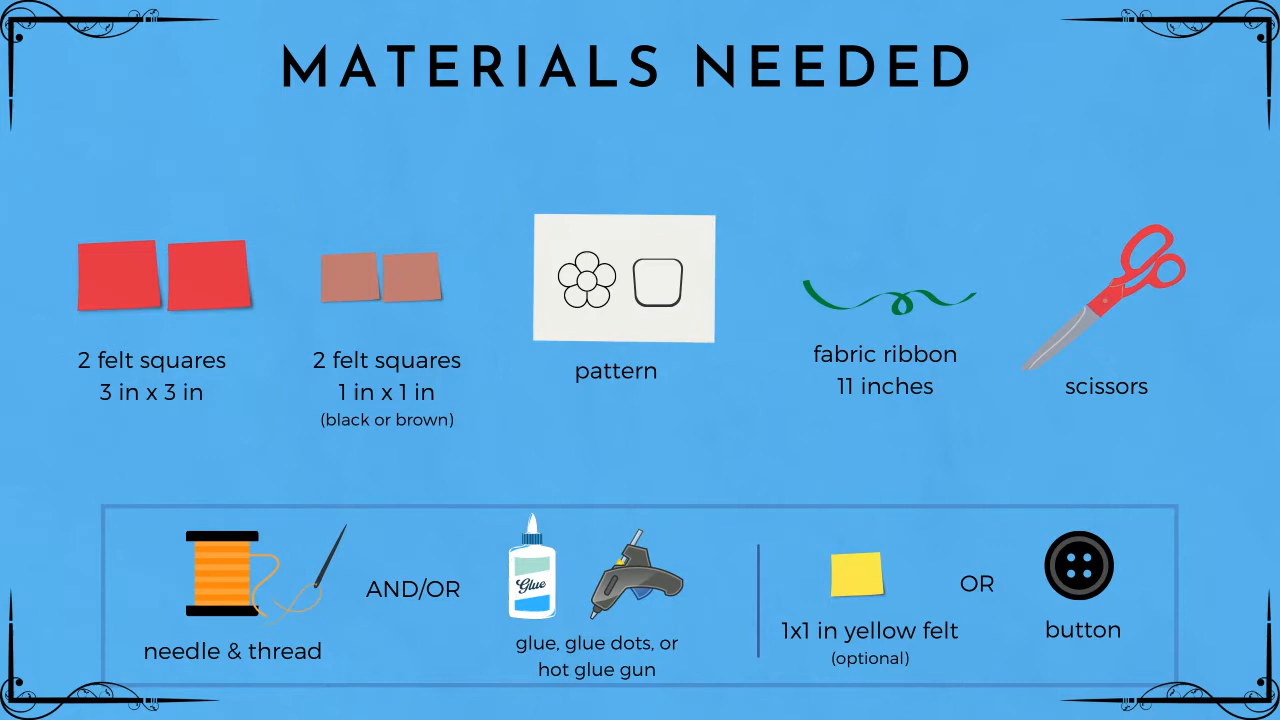 MATERIALS NEEDED
2 felt squares
3 in x 3 in
2 felt squares
1 in x 1 in
(black or brown)
pattern
fabric ribbon
11 inches
scissors
needle & thread
AND/OR
Glue
glue, glue dots, or
hot glue gun
1x1 in yellow felt
(optional)
OR
button